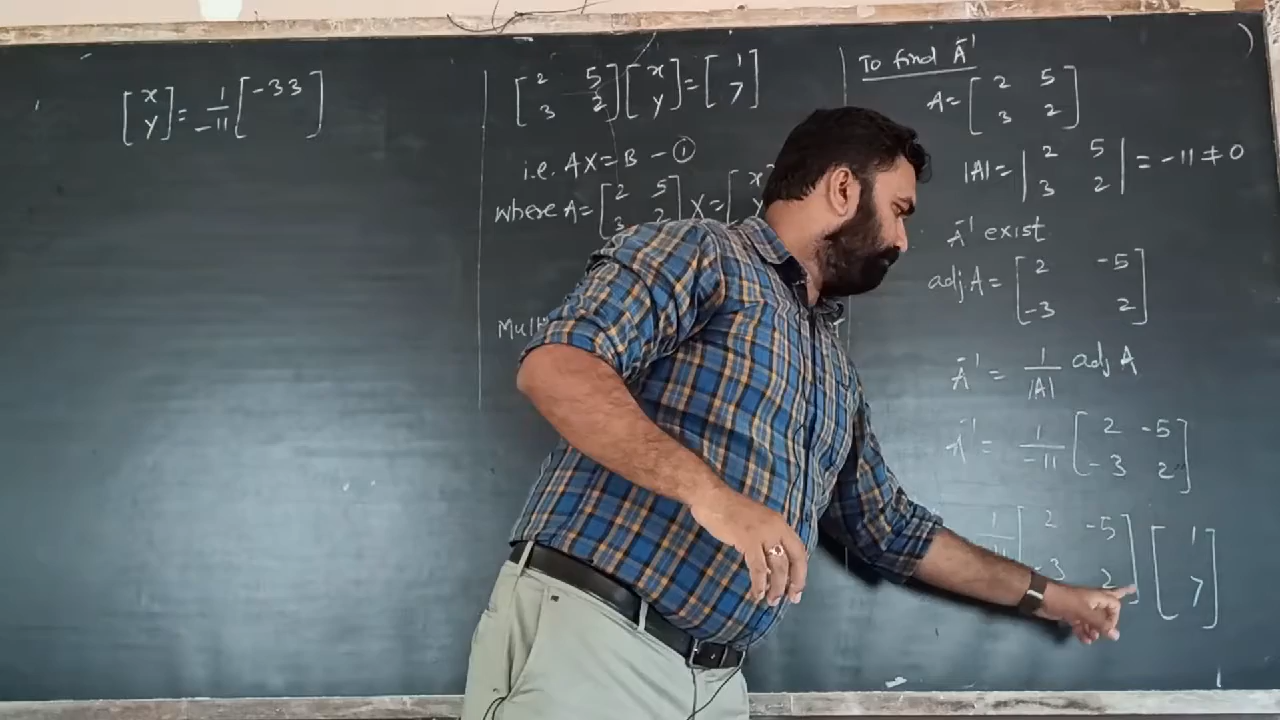 [x y] = 1/-11 [-33]
[2 5 3 2] [x y] = [1 7]
i.e. AX = B - ①
where A = [2 5 3 2] X = [x
To find A⁻¹
A = [2 5 3 2]
|A| = |2 5 3 2| = -11 ≠ 0
A⁻¹ exist
adj A = [2 -5 -3 2]
A⁻¹ = 1/|A| adj A
A⁻¹ = 1/-11 [2 -5 -3 2]
[2 -5 -3 2] [1 7]